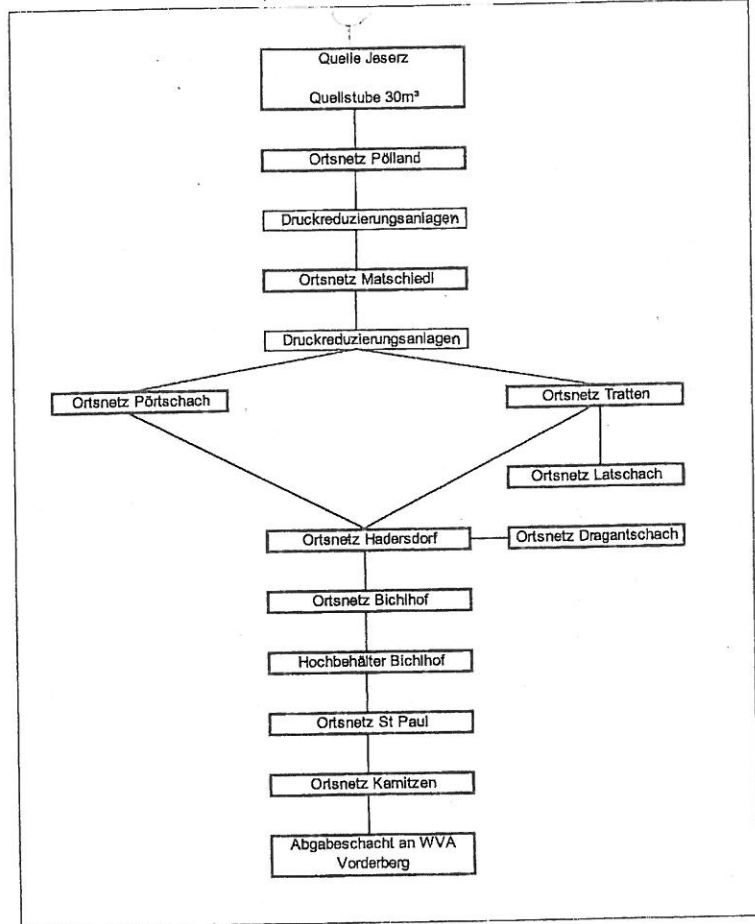 Quelle Jeserz
Quellstube 30m³
Ortsnetz Pölland
Druckreduzierungsanlagen
Ortsnetz Matschiedl
Druckreduzierungsanlagen
Ortsnetz Pörtschach
Ortsnetz Tratten
Ortsnetz Latschach
Ortsnetz Hadersdorf
Ortsnetz Dragantschach
Ortsnetz Bichlhof
Hochbehälter Bichlhof
Ortsnetz St Paul
Ortsnetz Karnitzen
Abgabeschacht an WVA
Vorderberg